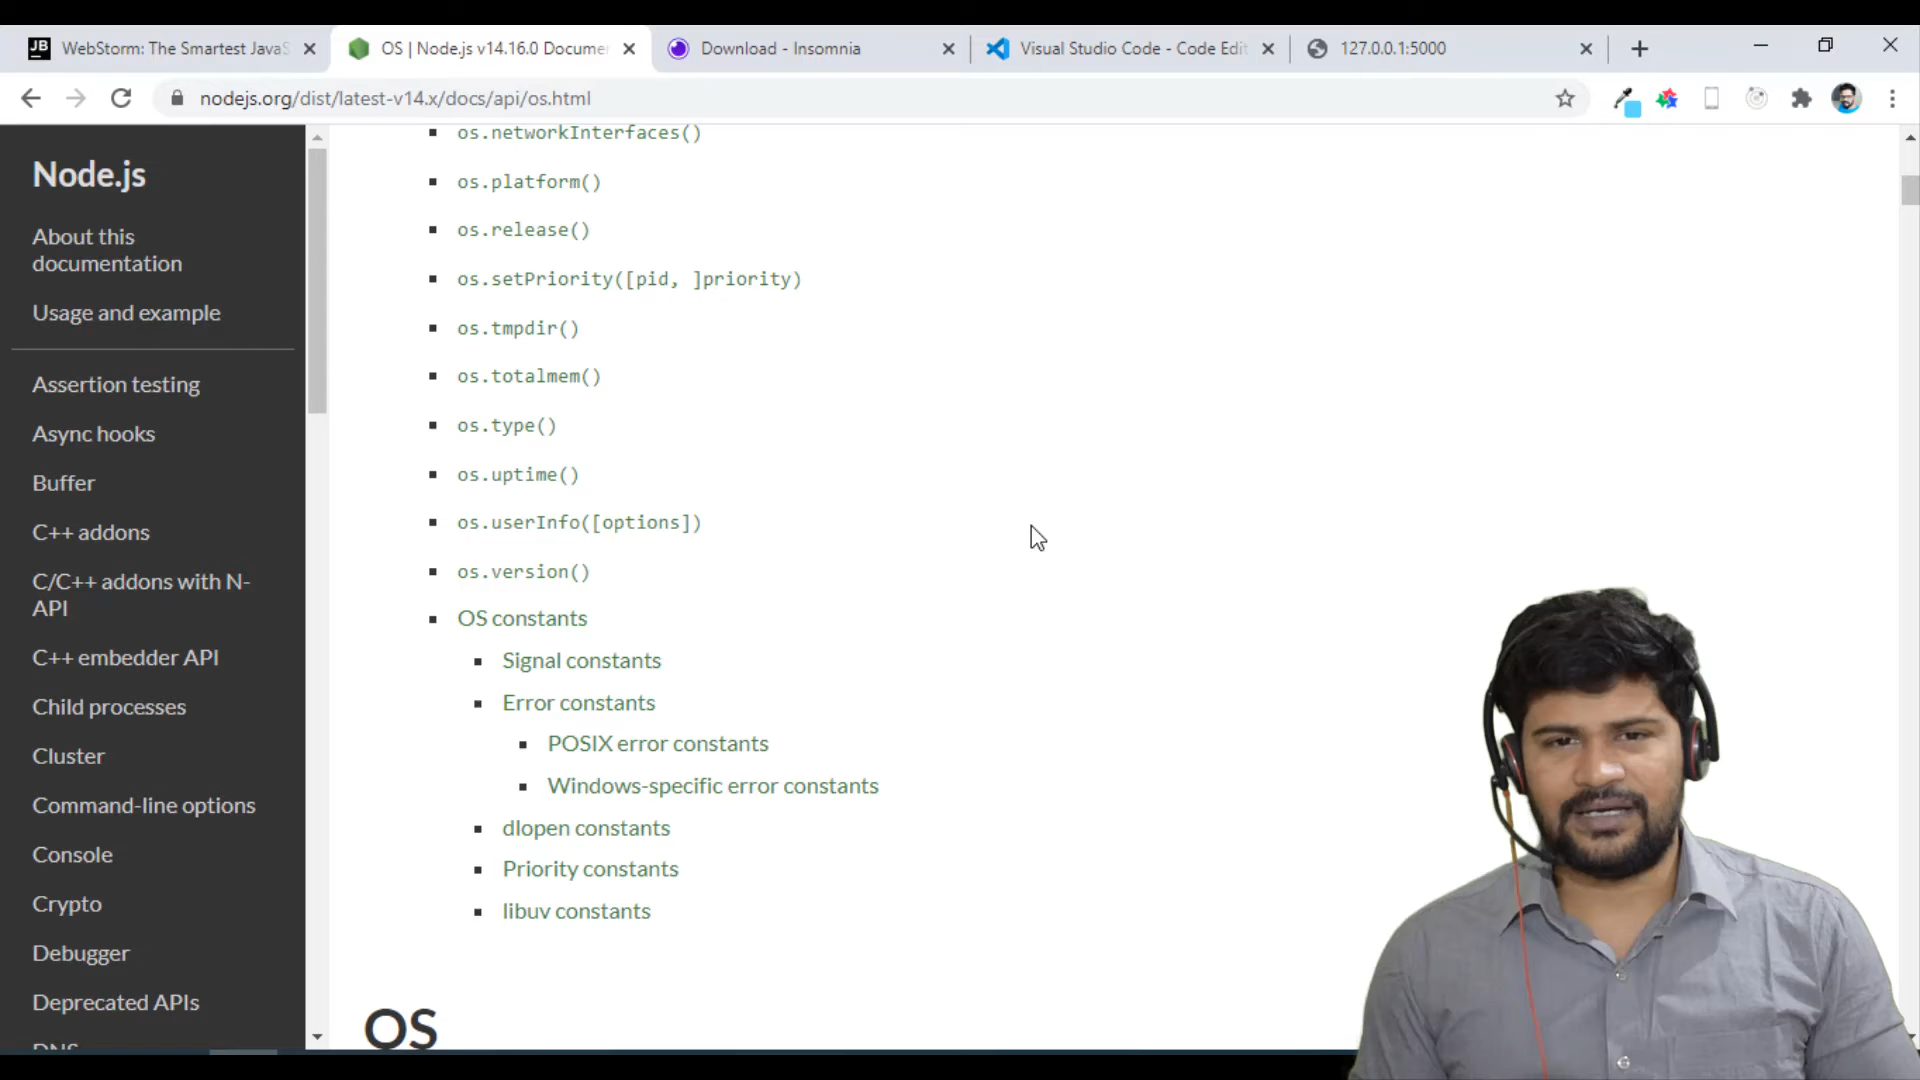 JB WebStorm: The Smartest JavaS
OS | Node.js v14.16.0 Documen
Download - Insomnia
Visual Studio Code - Code Edit
127.0.0.1:5000
nodejs.org/dist/latest-v14.x/docs/api/os.html
Node.js
About this
documentation
Usage and example
Assertion testing
Async hooks
Buffer
C++ addons
C/C++ addons with N-
API
C++ embedder API
Child processes
Cluster
Command-line options
Console
Crypto
Debugger
Deprecated APIs
DNS
os.networkInterfaces()
os.platform()
os.release()
os.setPriority([pid, ]priority)
os.tmpdir()
os.totalmem()
os.type()
os.uptime()
os.userInfo([options])
os.version()
OS constants
Signal constants
Error constants
POSIX error constants
Windows-specific error constants
dlopen constants
Priority constants
libuv constants
OS